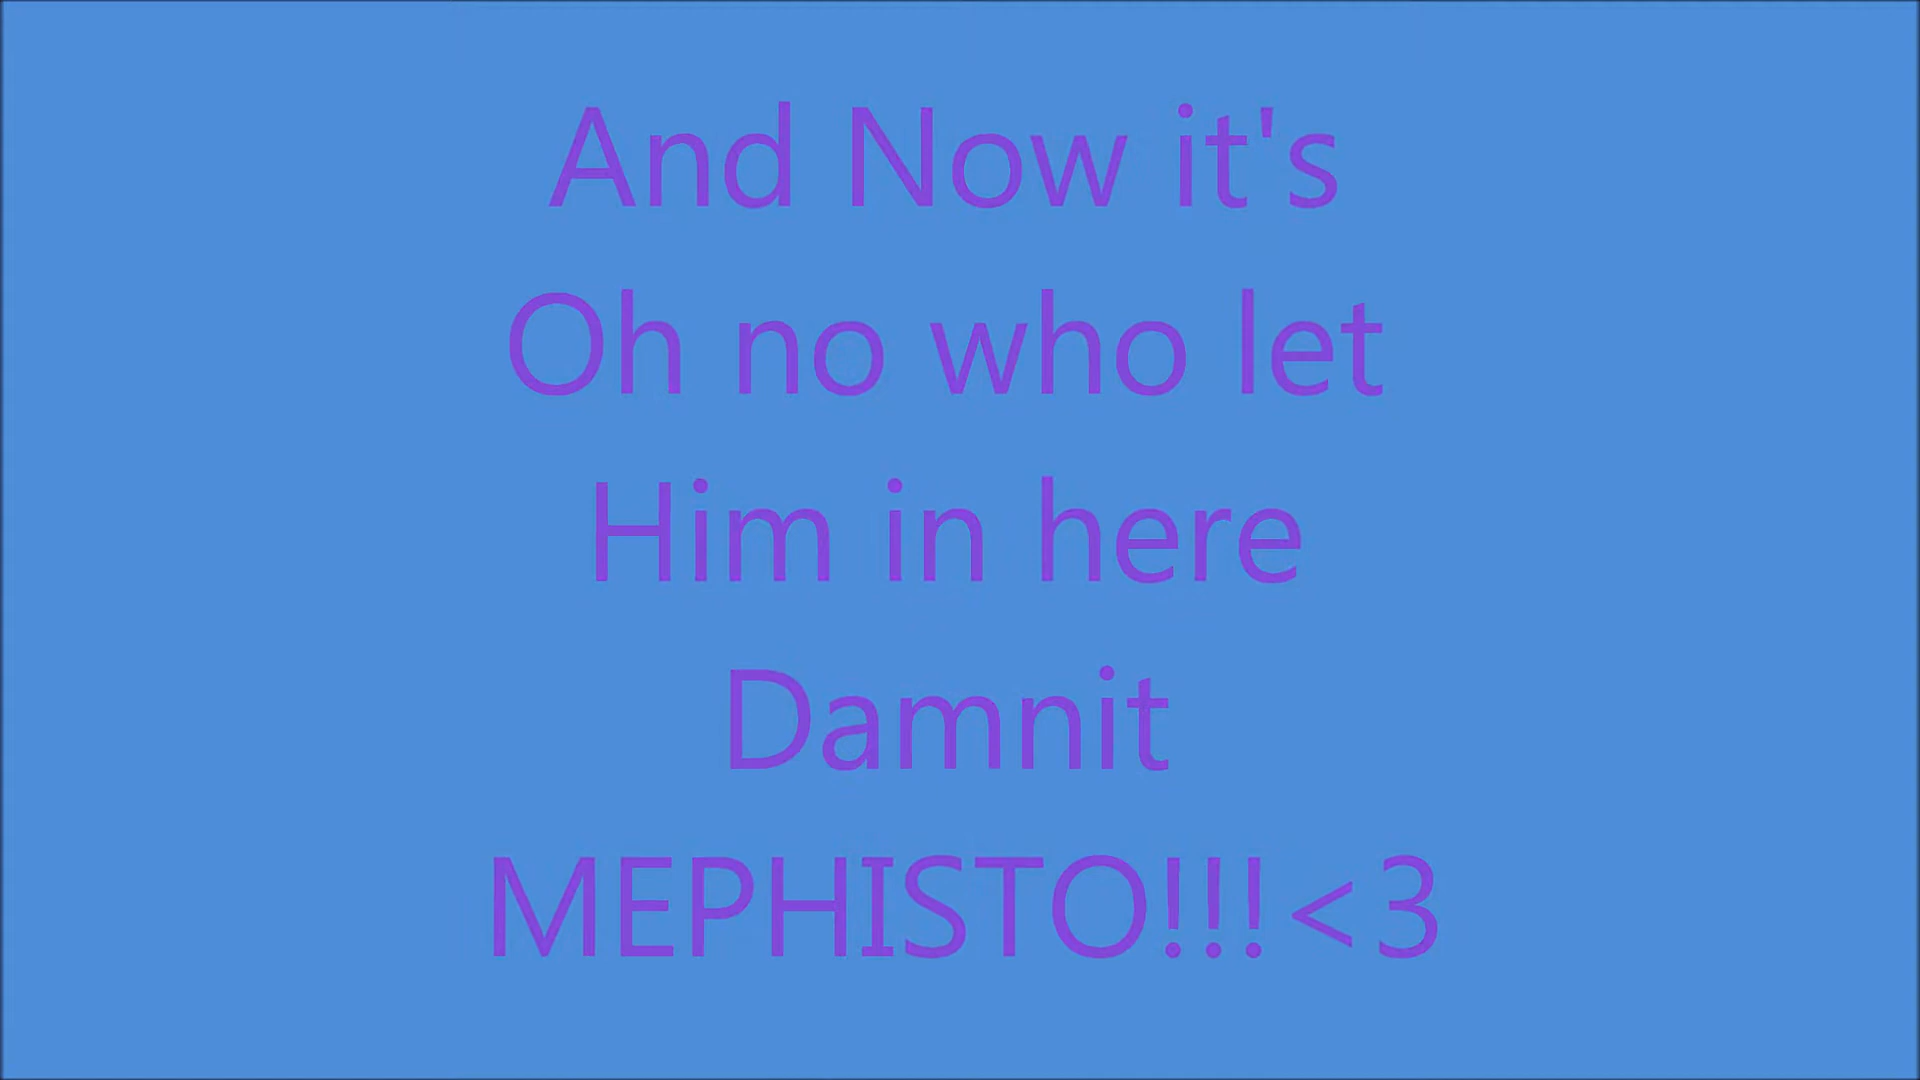 And Now it's
Oh no who let
Him in here
Damnit
MEPHISTO!!!<3